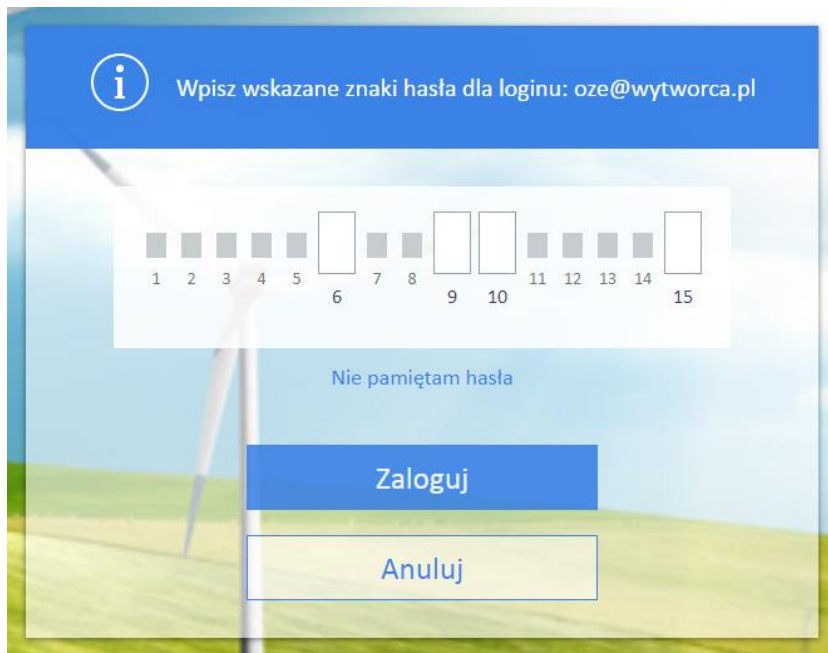 i Wpisz wskazane znaki hasła dla loginu: oze@wytworca.pl
1 2 3 4 5 6 7 8 9 10 11 12 13 14 15
Nie pamiętam hasła
Zaloguj
Anuluj